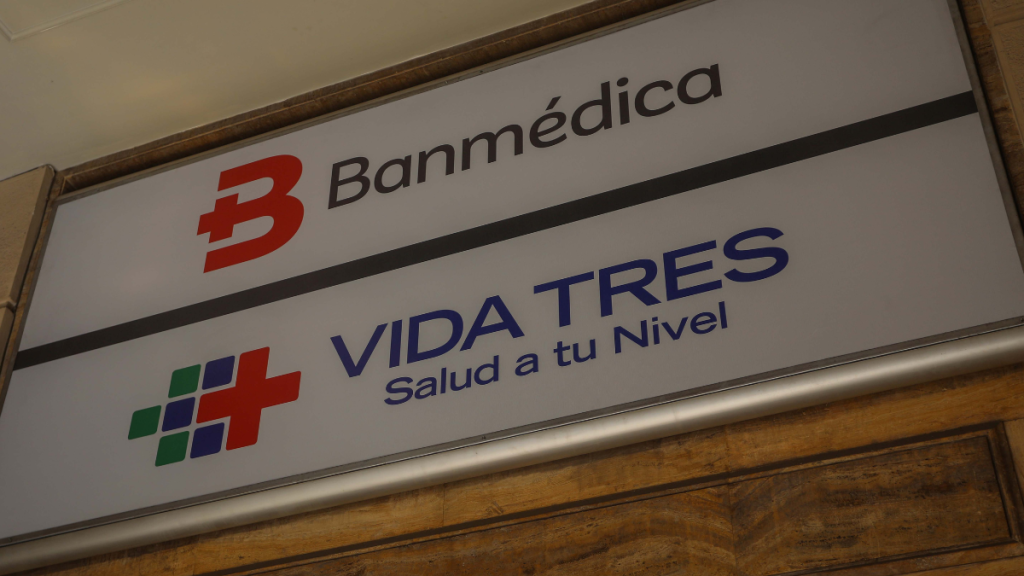 Banmédica
VIDA TRES
Salud a tu Nivel